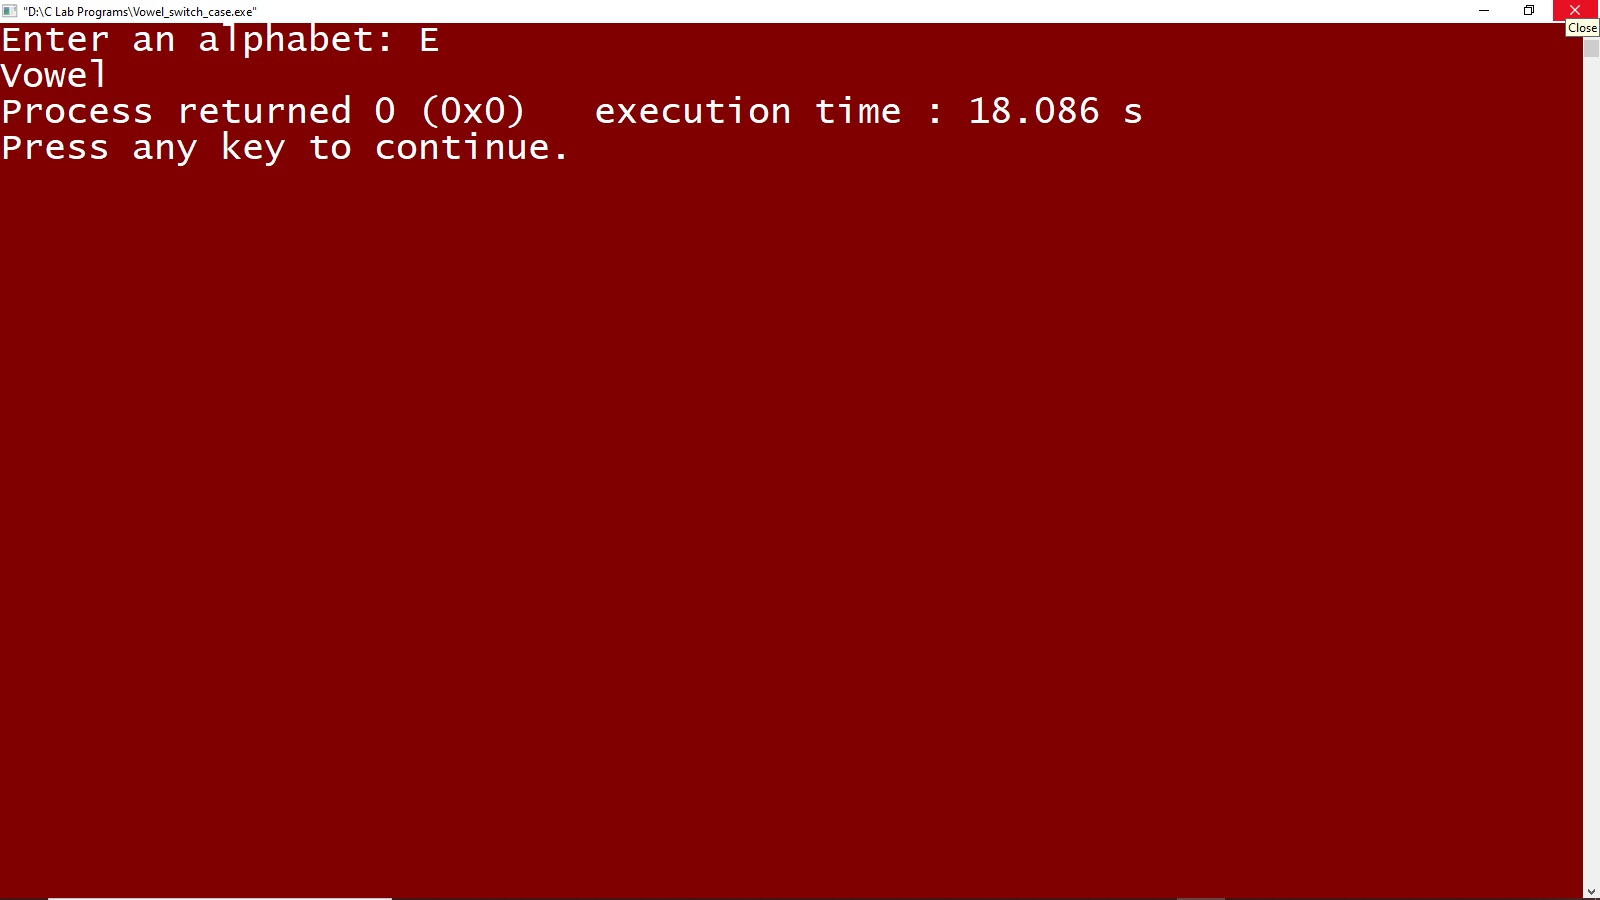 "D:\C Lab Programs\Vowel_switch_case.exe"
Close
Enter an alphabet: E
Vowel
Process returned 0 (0x0)   execution time : 18.086 s
Press any key to continue.